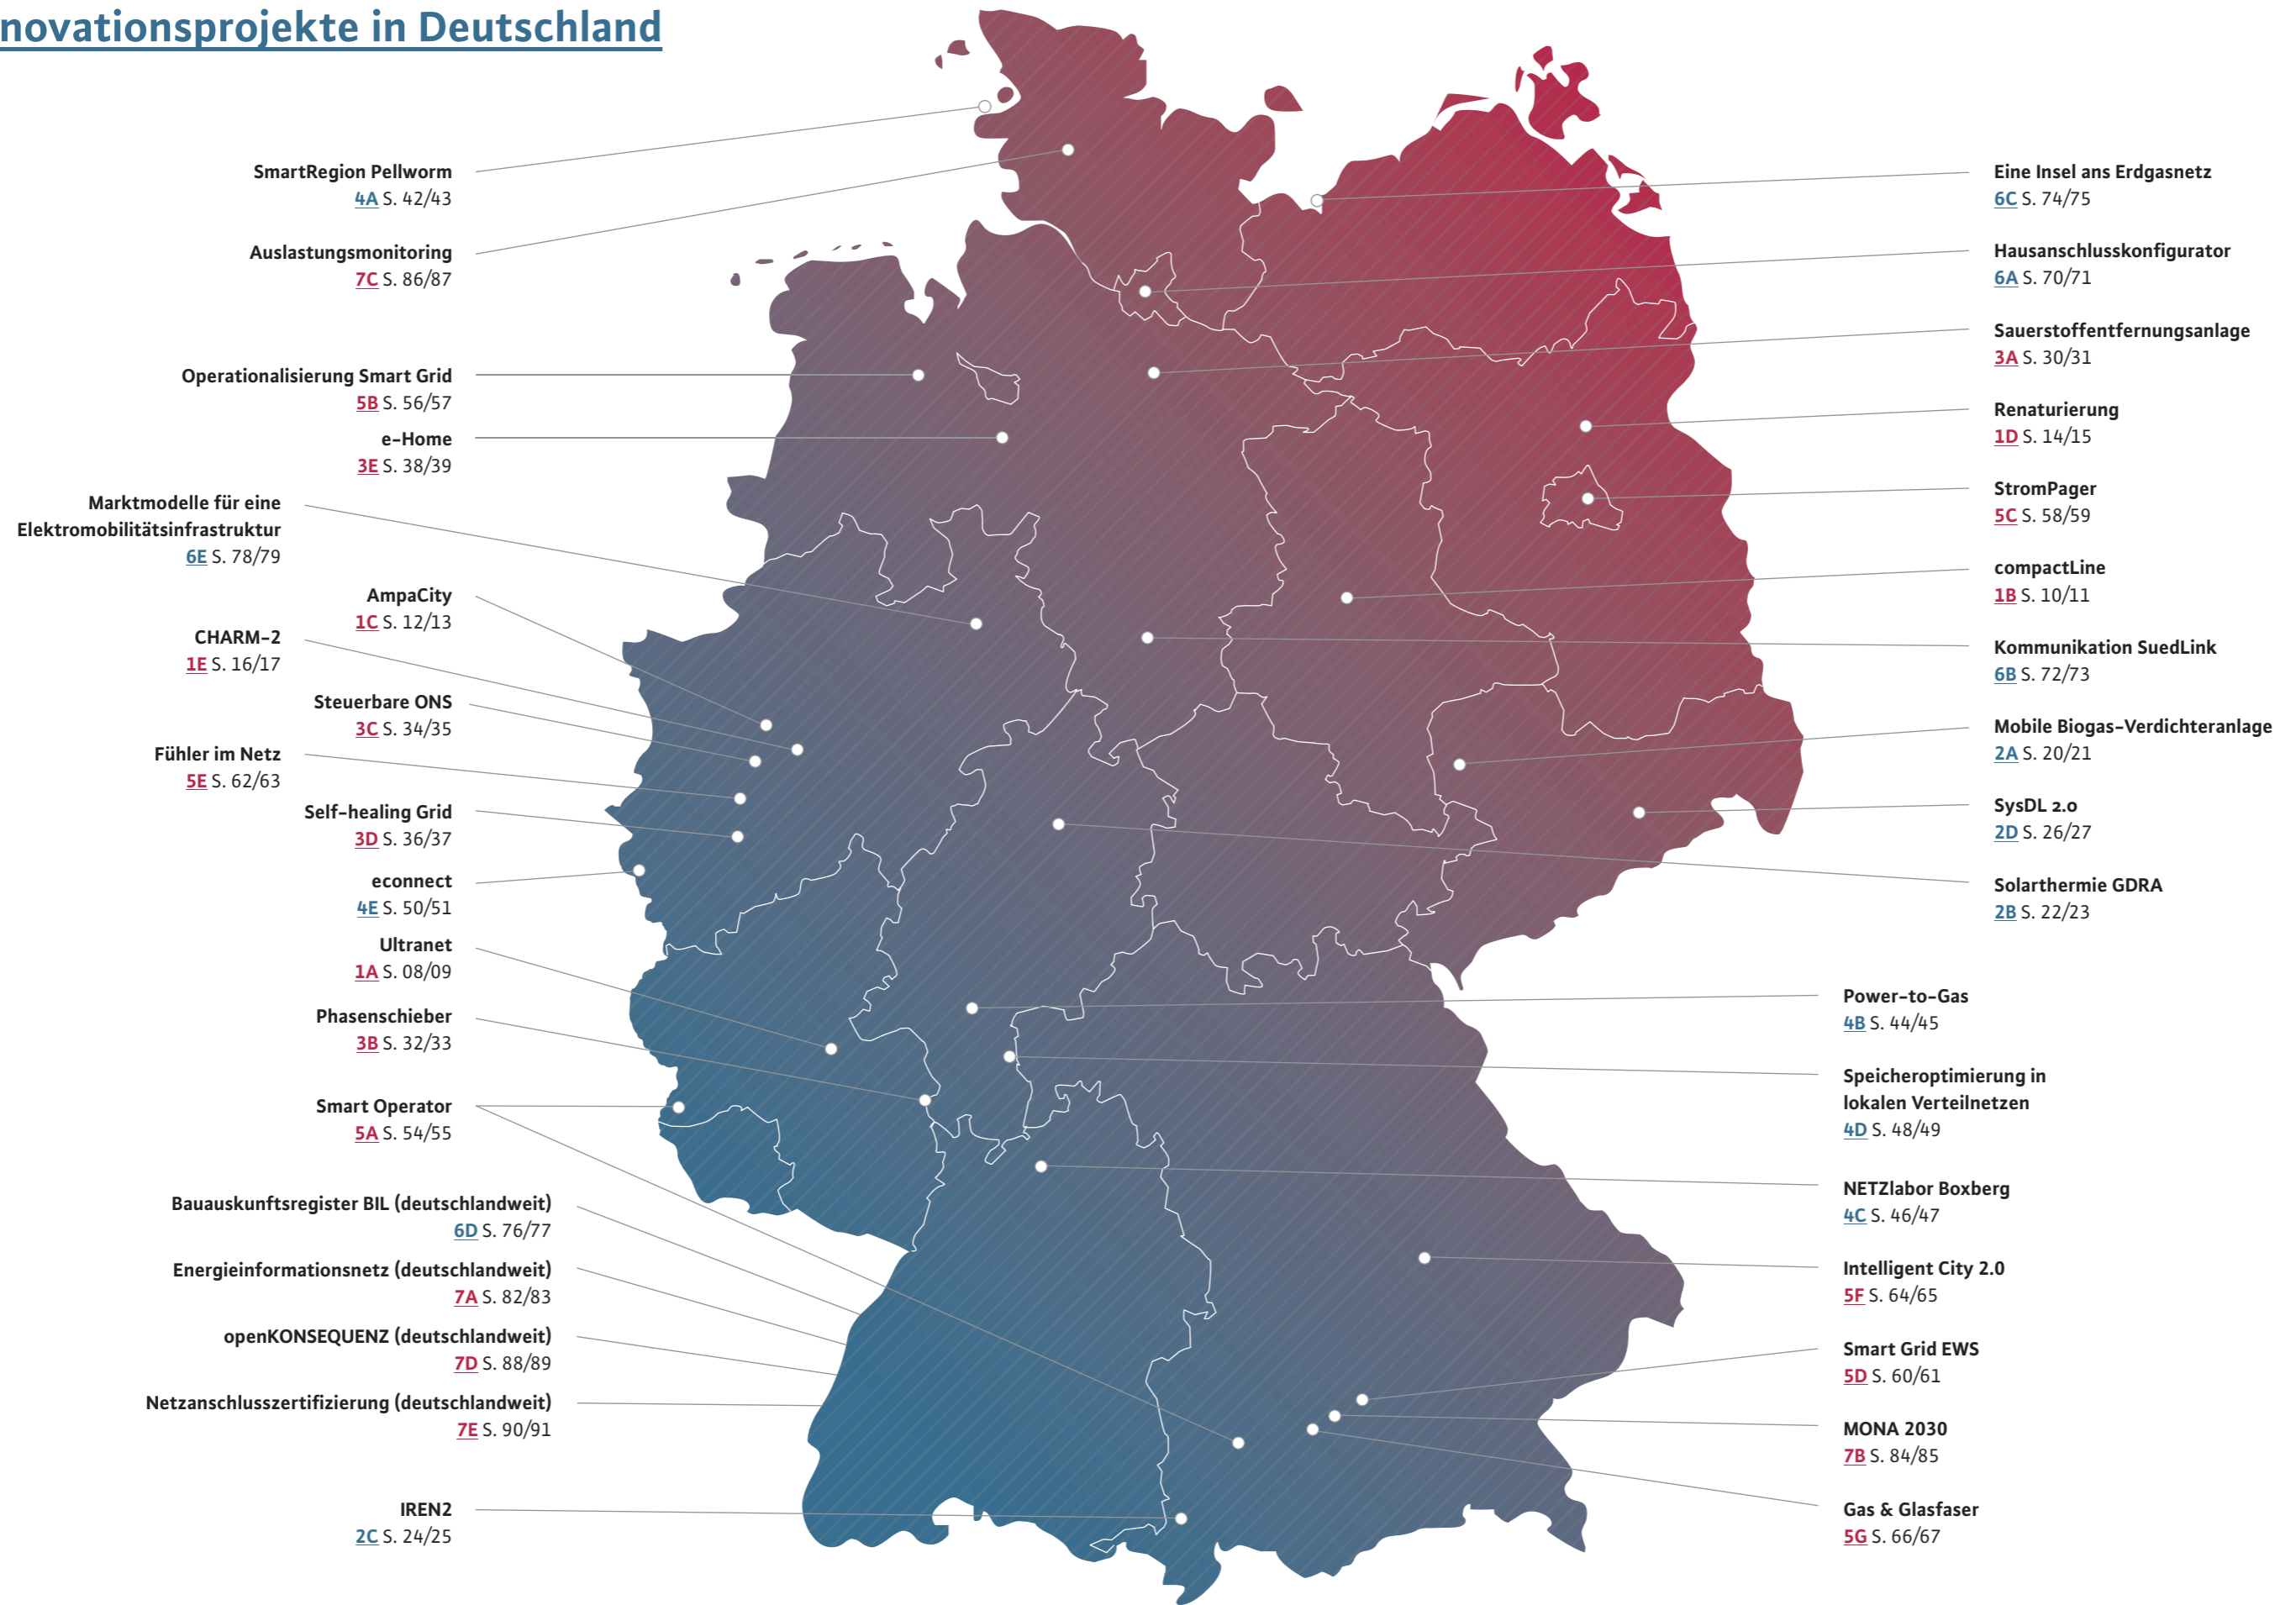 novationsprojekte in Deutschland
SmartRegion Pellworm
4A S. 42/43
Auslastungsmonitoring
7C S. 86/87
Operationalisierung Smart Grid
5B S. 56/57
e-Home
3E S. 38/39
Marktmodelle für eine
Elektromobilitätsinfrastruktur
6E S. 78/79
AmpaCity
1C S. 12/13
CHARM-2
1E S. 16/17
Steuerbare ONS
3C S. 34/35
Fühler im Netz
5E S. 62/63
Self-healing Grid
3D S. 36/37
econnect
4E S. 50/51
Ultranet
1A S. 08/09
Phasenschieber
3B S. 32/33
Smart Operator
5A S. 54/55
Bauauskunftsregister BIL (deutschlandweit)
6D S. 76/77
Energieinformationsnetz (deutschlandweit)
7A S. 82/83
openKONSEQUENZ (deutschlandweit)
7D S. 88/89
Netzanschlusszertifizierung (deutschlandweit)
7E S. 90/91
IREN2
2C S. 24/25
Eine Insel ans Erdgasnetz
6C S. 74/75
Hausanschlusskonfigurator
6A S. 70/71
Sauerstoffentfernungsanlage
3A S. 30/31
Renaturierung
1D S. 14/15
StromPager
5C S. 58/59
compactLine
1B S. 10/11
Kommunikation SuedLink
6B S. 72/73
Mobile Biogas-Verdichteranlage
2A S. 20/21
SysDL 2.0
2D S. 26/27
Solarthermie GDRA
2B S. 22/23
Power-to-Gas
4B S. 44/45
Speicheroptimierung in
lokalen Verteilnetzen
4D S. 48/49
NETZlabor Boxberg
4C S. 46/47
Intelligent City 2.0
5F S. 64/65
Smart Grid EWS
5D S. 60/61
MONA 2030
7B S. 84/85
Gas & Glasfaser
5G S. 66/67